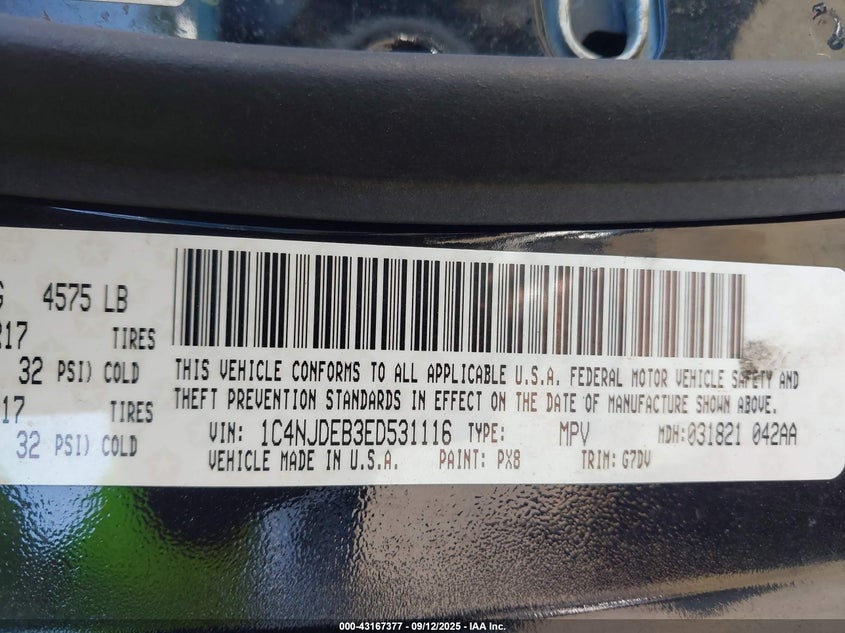 4575 LB
TIRES
32 PSI) COLD
TIRES
32 PSI) COLD
THIS VEHICLE CONFORMS TO ALL APPLICABLE U.S.A. FEDERAL MOTOR VEHICLE SAFETY AND
THEFT PREVENTION STANDARDS IN EFFECT ON THE DATE OF MANUFACTURE SHOWN ABOVE.
VIN: 1C4NJDEB3ED531116 TYPE: MPV MDH:031821 042AA
VEHICLE MADE IN U.S.A. PAINT: PX8 TRIM: G7DV
000-43167377 - 09/12/2025 - IAA Inc.